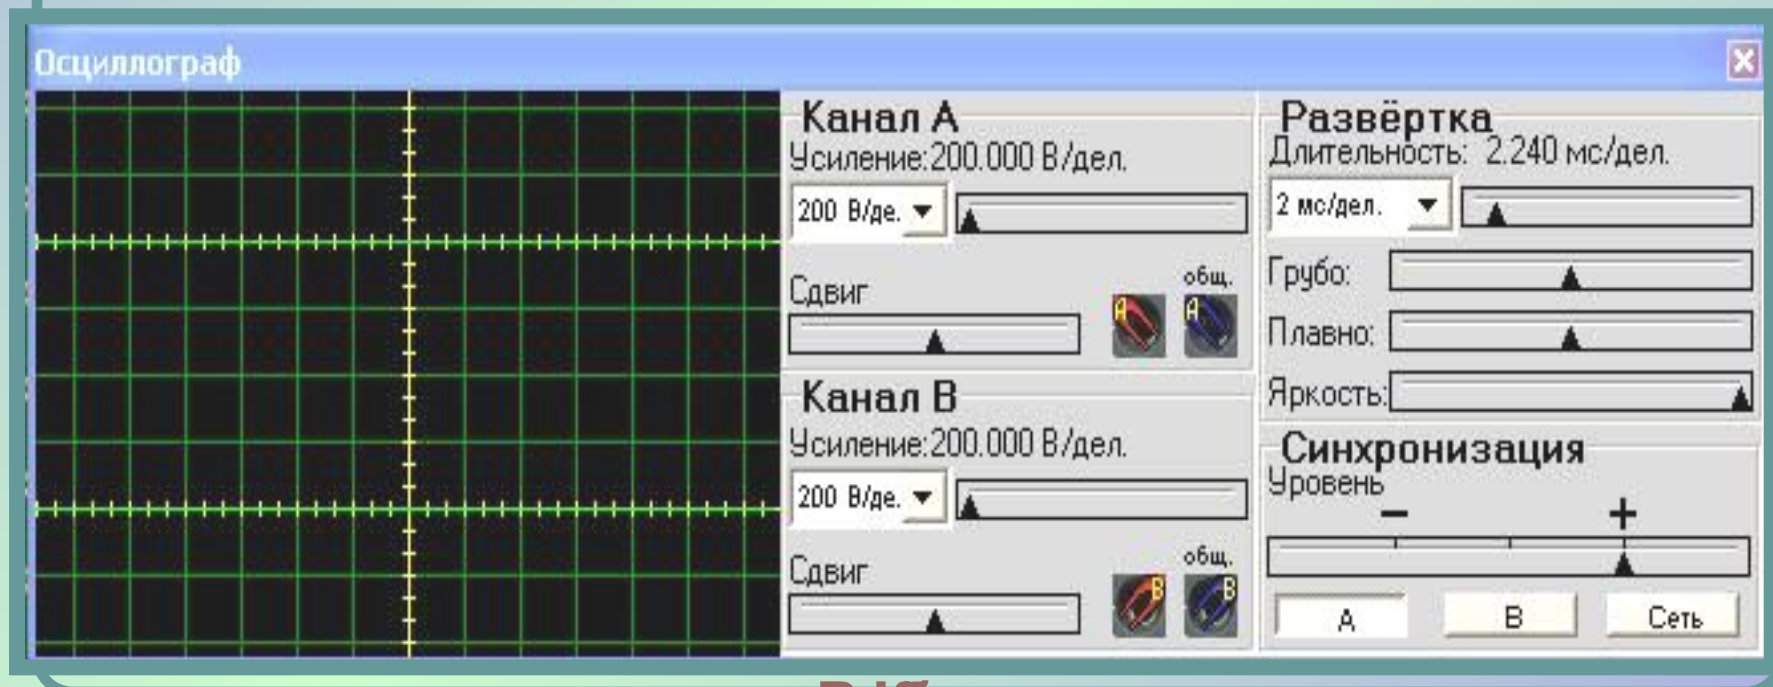 Осциллограф
Канал А
Усиление:200.000 В/дел.
200 В/де.
Сдвиг
общ.
А
А
Канал В
Усиление:200.000 В/дел.
200 В/де.
Сдвиг
общ.
В
В
Развёртка
Длительность: 2.240 мс/дел.
2 мс/дел.
Грубо:
Плавно:
Яркость:
Синхронизация
Уровень
– +
А В Сеть